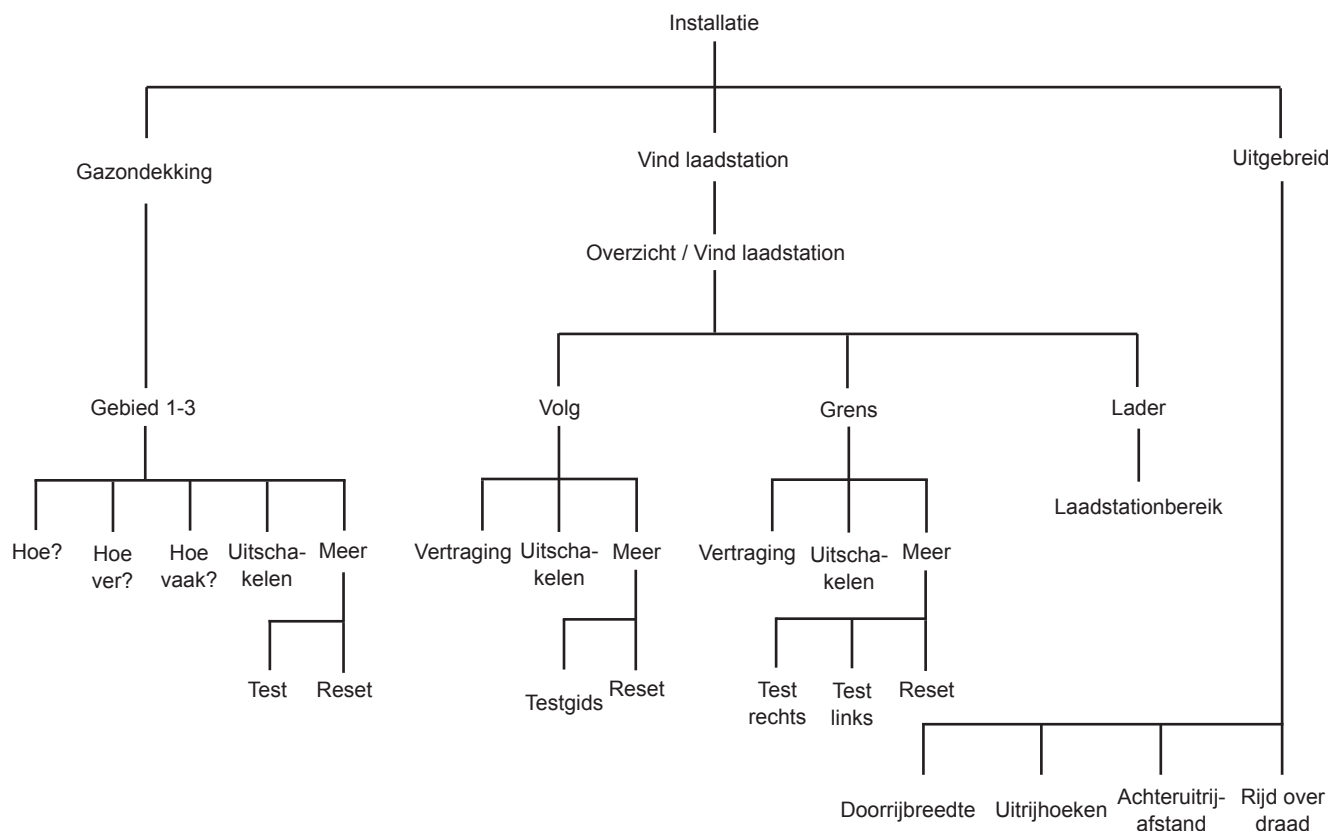 Installatie
Gazondekking
Vind laadstation
Uitgebreid
Overzicht / Vind laadstation
Gebied 1-3
Volg
Grens
Lader
Hoe?
Hoe
ver?
Hoe
vaak?
Uitscha-
kelen
Meer
Vertraging
Uitscha-
kelen
Meer
Vertraging
Uitscha-
kelen
Meer
Laadstationbereik
Test
Reset
Testgids
Reset
Test
rechts
Test
links
Reset
Doorrijbreedte
Uitrijhoeken
Achteruitrij-
afstand
Rijd over
draad